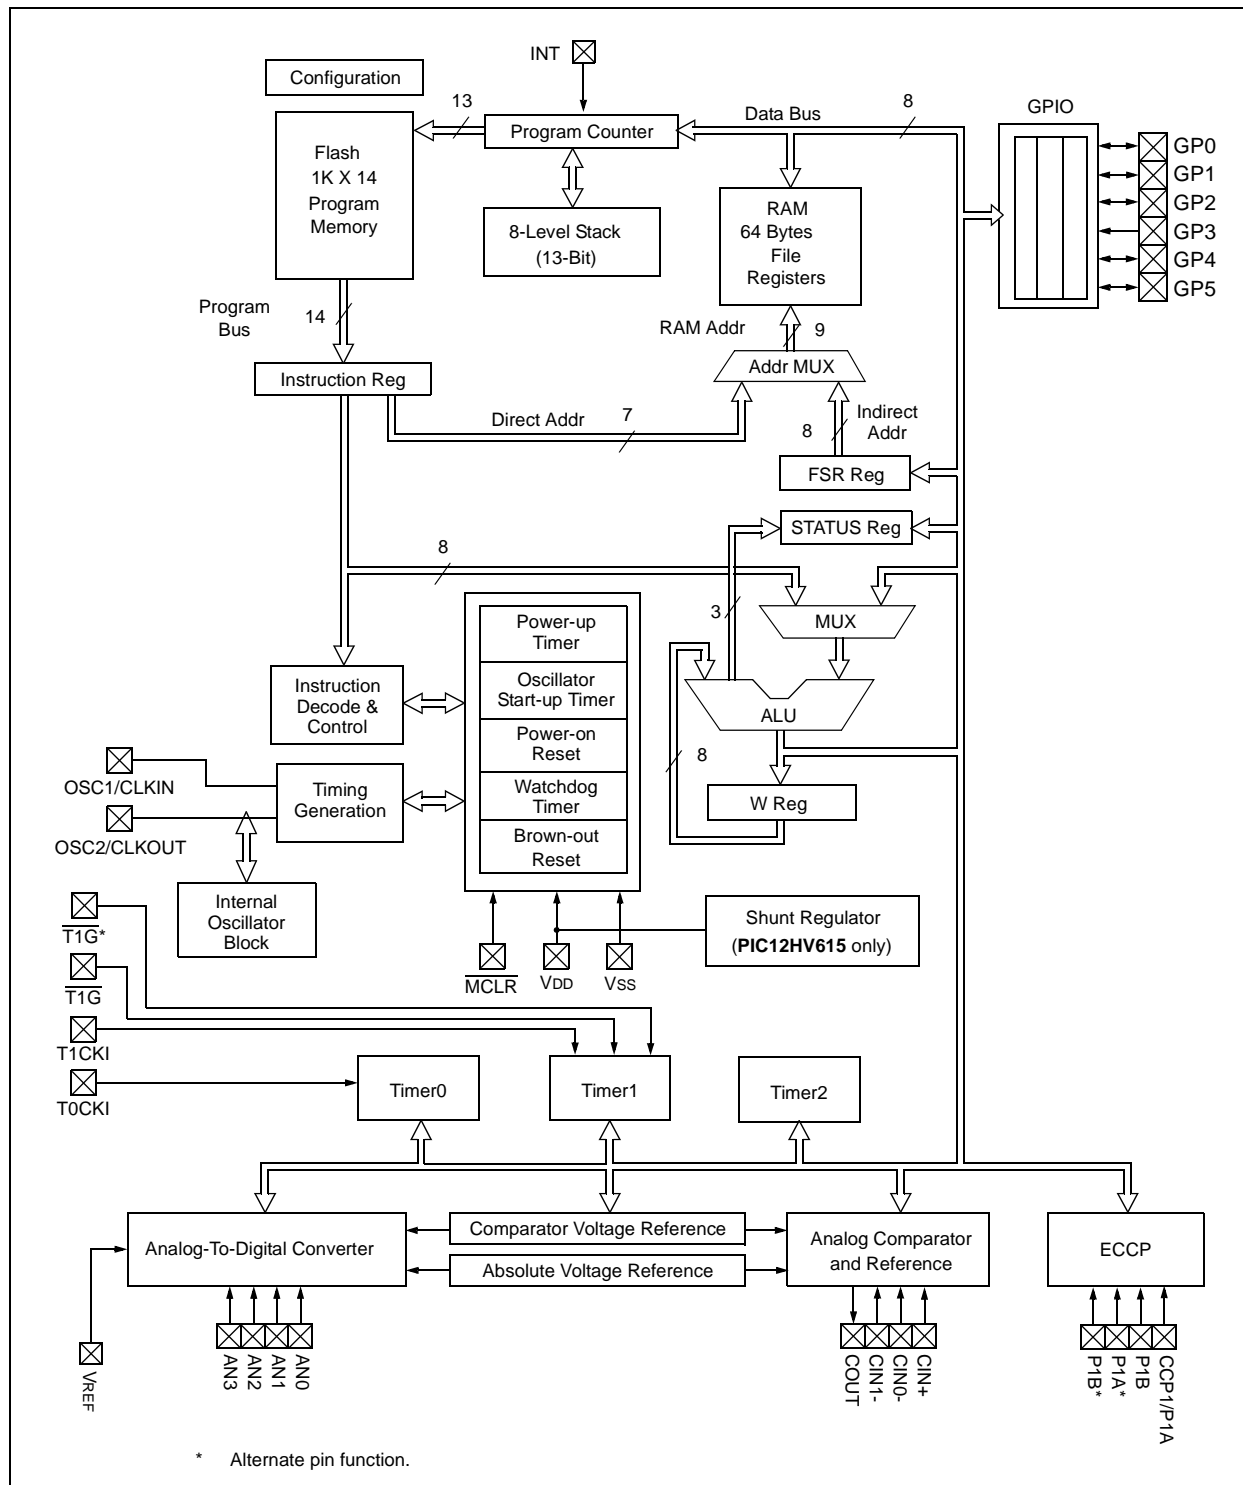 INT
Configuration
13
Data Bus
8
GPIO
Program Counter
Flash
1K X 14
Program
Memory
8-Level Stack
(13-Bit)
RAM
64 Bytes
File
Registers
GP0
GP1
GP2
GP3
GP4
GP5
Program
Bus
14
RAM Addr
9
Addr MUX
Instruction Reg
Direct Addr
7
8
Indirect
Addr
FSR Reg
STATUS Reg
8
3
MUX
Power-up
Timer
Oscillator
Start-up Timer
Power-on
Reset
Watchdog
Timer
Brown-out
Reset
Instruction
Decode &
Control
ALU
8
OSC1/CLKIN
Timing
Generation
W Reg
OSC2/CLKOUT
Internal
Oscillator
Block
T1G*
Shunt Regulator
(PIC12HV615 only)
MCLR
VDD
VSS
T1G
T1CKI
T0CKI
Timer0
Timer1
Timer2
Analog-To-Digital Converter
Comparator Voltage Reference
Absolute Voltage Reference
Analog Comparator
and Reference
ECCP
VREF
AN3
AN2
AN1
AN0
COUT
CIN1-
CIN0-
CIN+
P1B*
P1A*
P1B
CCP1/P1A
* Alternate pin function.